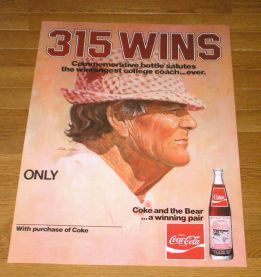 315 WINS
Commemorative bottle salutes
the winningest college coach...ever.
ONLY
Coke and the Bear
...a winning pair
Coca-Cola
Coke
With purchase of Coke